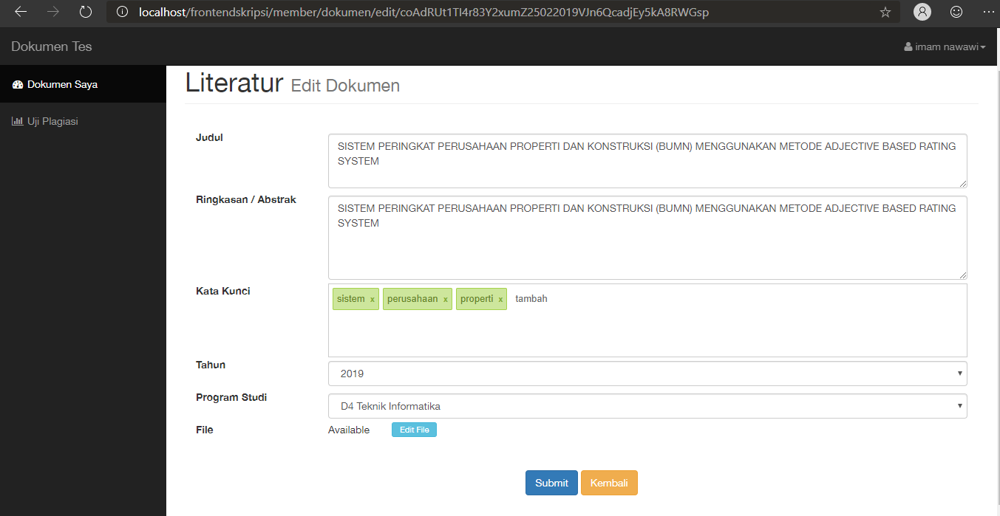 localhost/frontendskripsi/member/dokumen/edit/coAdRUt1Tl4r83Y2xumZ25022019VJn6QcadjEy5kA8RWGsp
Dokumen Tes
imam nawawi
Dokumen Saya
Uji Plagiasi
Literatur Edit Dokumen
Judul
SISTEM PERINGKAT PERUSAHAAN PROPERTI DAN KONSTRUKSI (BUMN) MENGGUNAKAN METODE ADJECTIVE BASED RATING
SYSTEM
Ringkasan / Abstrak
SISTEM PERINGKAT PERUSAHAAN PROPERTI DAN KONSTRUKSI (BUMN) MENGGUNAKAN METODE ADJECTIVE BASED RATING
SYSTEM
Kata Kunci
sistem x perusahaan x properti x tambah
Tahun
2019
Program Studi
D4 Teknik Informatika
File
Available Edit File
Submit Kembali